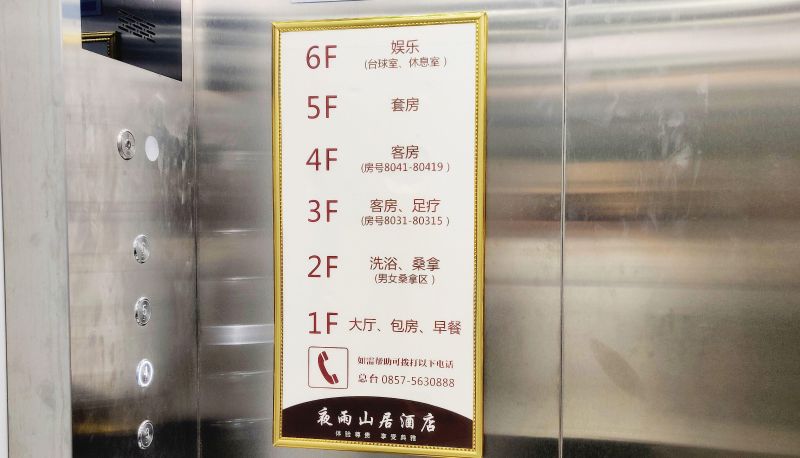 6F 娱乐
(台球室、休息室)
5F 套房
4F 客房
(房号8041-80419)
3F 客房、足疗
(房号8031-80315)
2F 洗浴、桑拿
(男女桑拿区)
1F 大厅、包房、早餐
如需帮助可拨打以下电话
总台 0857-5630888
夜雨山居酒店
体验尊贵 享受典雅